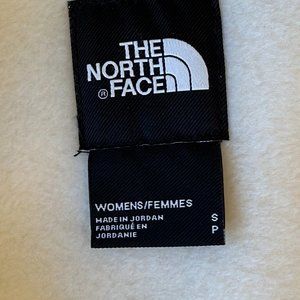 THE
NORTH
® FACE
WOMENS/FEMMES
MADE IN JORDAN S
FABRIQUÉ EN P
JORDANIE